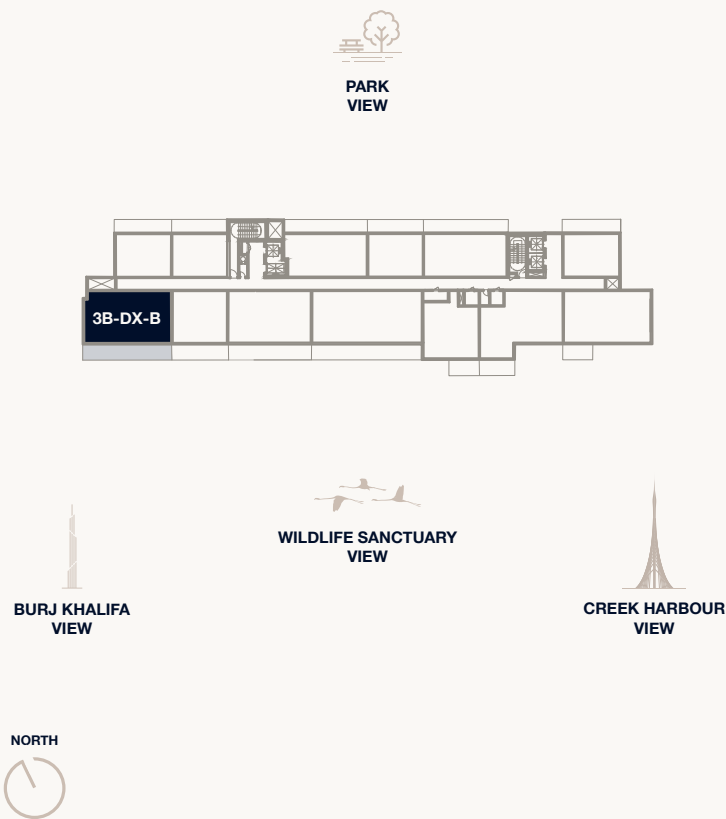 PARK
VIEW
3B-DX-B
WILDLIFE SANCTUARY
VIEW
BURJ KHALIFA
VIEW
CREEK HARBOUR
VIEW
NORTH